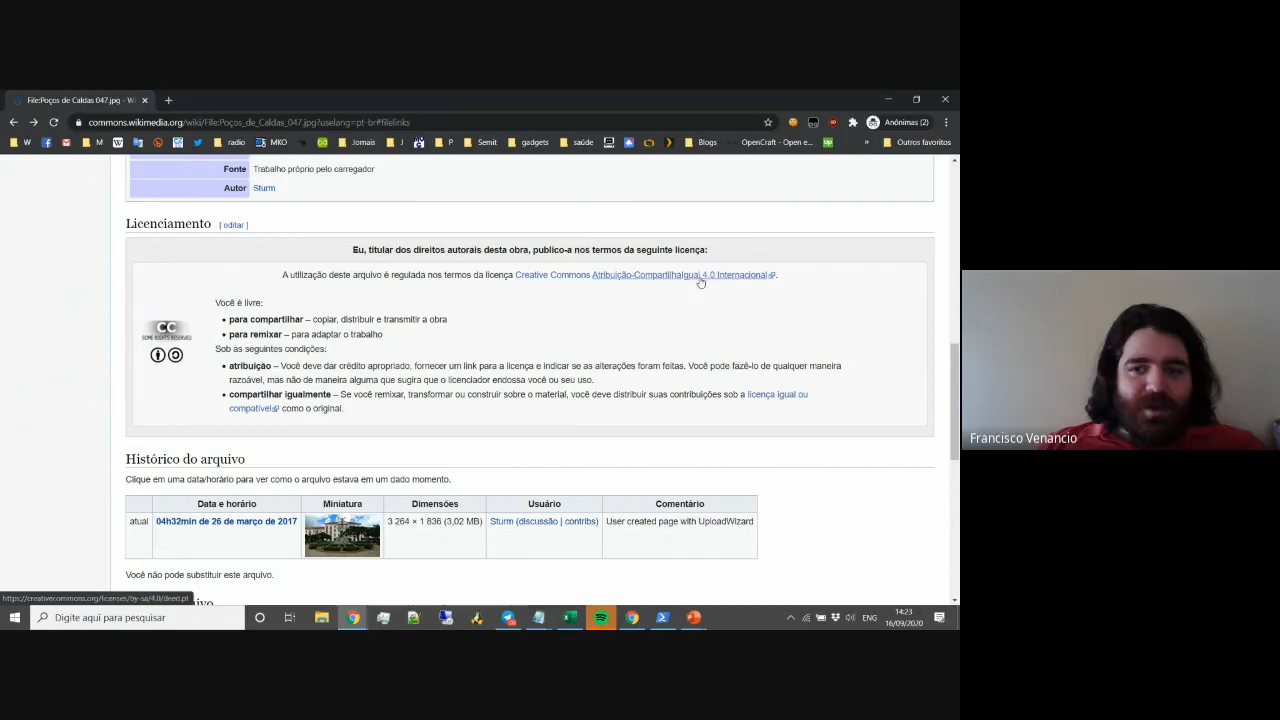 File:Poços de Caldas 047.jpg - Wi
commons.wikimedia.org/wiki/File:Poços_de_Caldas_047.jpg?uselang=pt-br#filelinks
Anônimas (2)
W
M
radio
MKO
Jornais
J
P
Semit
gadgets
saúde
Blogs
OpenCraft - Open e...
up
»
Outros favoritos
Fonte Trabalho próprio pelo carregador
Autor Sturm
Licenciamento [ editar ]
Eu, titular dos direitos autorais desta obra, publico-a nos termos da seguinte licença:
A utilização deste arquivo é regulada nos termos da licença Creative Commons Atribuição-CompartilhaIgual 4.0 Internacional.
CC
SOME RIGHTS RESERVED
Você é livre:
• para compartilhar – copiar, distribuir e transmitir a obra
• para remixar – para adaptar o trabalho
Sob as seguintes condições:
• atribuição – Você deve dar crédito apropriado, fornecer um link para a licença e indicar se as alterações foram feitas. Você pode fazê-lo de qualquer maneira
razoável, mas não de maneira alguma que sugira que o licenciador endossa você ou seu uso.
• compartilhar igualmente – Se você remixar, transformar ou construir sobre o material, você deve distribuir suas contribuições sob a licença igual ou
compatível como o original.
Francisco Venancio
Histórico do arquivo
Clique em uma data/horário para ver como o arquivo estava em um dado momento.
Data e horário Miniatura Dimensões Usuário Comentário
atual 04h32min de 26 de março de 2017 3 264 × 1 836 (3,02 MB) Sturm (discussão | contribs) User created page with UploadWizard
Você não pode substituir este arquivo.
https://creativecommons.org/licenses/by-sa/4.0/deed.pt
Digite aqui para pesquisar
ENG
14:23
16/09/2020